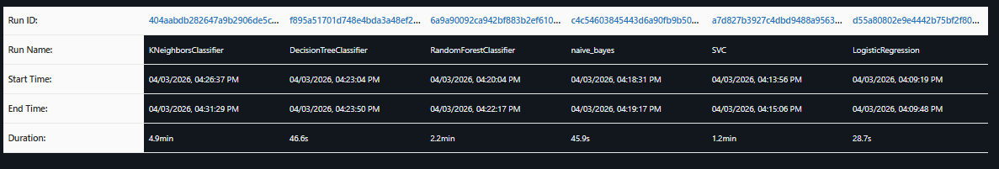 Run ID: 404aabdb282647a9b2906de5c... f895a51701d748e4bda3a48ef2... 6a9a90092ca942bf883b2ef610... c4c54603845443d6a90fb9b50... a7d827b3927c4dbd9488a9563... d55a80802e9e4442b75bf2f80...
Run Name: KNeighborsClassifier DecisionTreeClassifier RandomForestClassifier naive_bayes SVC LogisticRegression
Start Time: 04/03/2026, 04:26:37 PM 04/03/2026, 04:23:04 PM 04/03/2026, 04:20:04 PM 04/03/2026, 04:18:31 PM 04/03/2026, 04:13:56 PM 04/03/2026, 04:09:19 PM
End Time: 04/03/2026, 04:31:29 PM 04/03/2026, 04:23:50 PM 04/03/2026, 04:22:17 PM 04/03/2026, 04:19:17 PM 04/03/2026, 04:15:06 PM 04/03/2026, 04:09:48 PM
Duration: 4.9min 46.6s 2.2min 45.9s 1.2min 28.7s